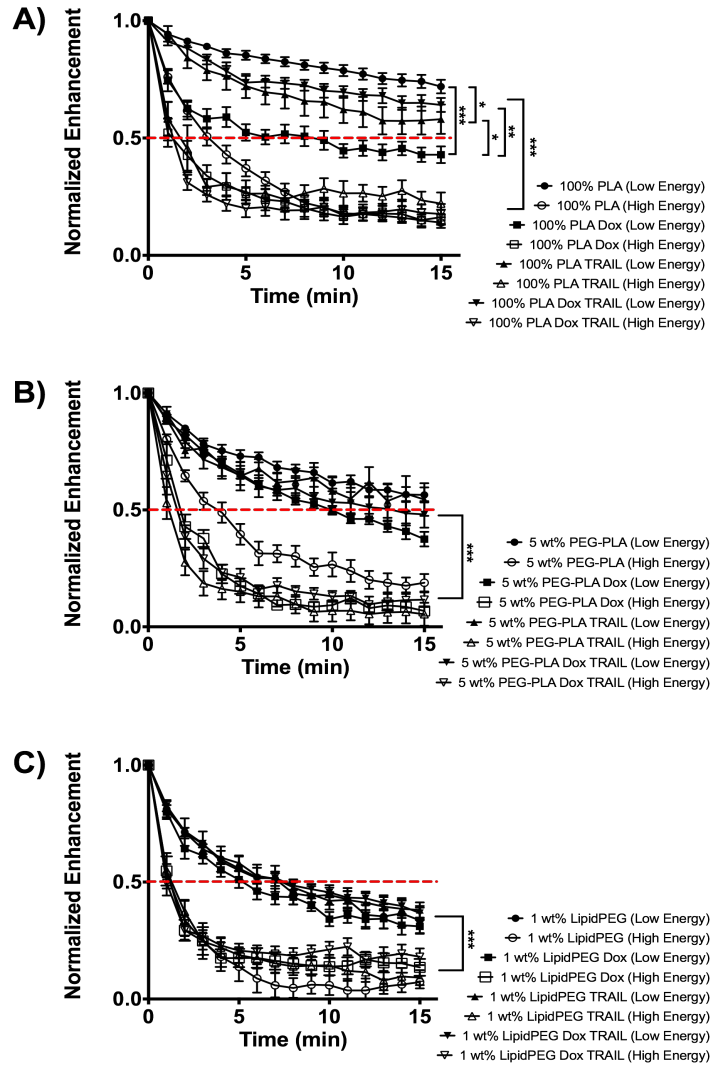 A)
Normalized Enhancement
1.0
0.5
0.0
0 5 10 15
Time (min)
***
*
*
**
***
100% PLA (Low Energy)
100% PLA (High Energy)
100% PLA Dox (Low Energy)
100% PLA Dox (High Energy)
100% PLA TRAIL (Low Energy)
100% PLA TRAIL (High Energy)
100% PLA Dox TRAIL (Low Energy)
100% PLA Dox TRAIL (High Energy)
B)
Normalized Enhancement
1.0
0.5
0.0
0 5 10 15
Time (min)
***
5 wt% PEG-PLA (Low Energy)
5 wt% PEG-PLA (High Energy)
5 wt% PEG-PLA Dox (Low Energy)
5 wt% PEG-PLA Dox (High Energy)
5 wt% PEG-PLA TRAIL (Low Energy)
5 wt% PEG-PLA TRAIL (High Energy)
5 wt% PEG-PLA Dox TRAIL (Low Energy)
5 wt% PEG-PLA Dox TRAIL (High Energy)
C)
Normalized Enhancement
1.0
0.5
0.0
0 5 10 15
Time (min)
***
1 wt% LipidPEG (Low Energy)
1 wt% LipidPEG (High Energy)
1 wt% LipidPEG Dox (Low Energy)
1 wt% LipidPEG Dox (High Energy)
1 wt% LipidPEG TRAIL (Low Energy)
1 wt% LipidPEG TRAIL (High Energy)
1 wt% LipidPEG Dox TRAIL (Low Energy)
1 wt% LipidPEG Dox TRAIL (High Energy)